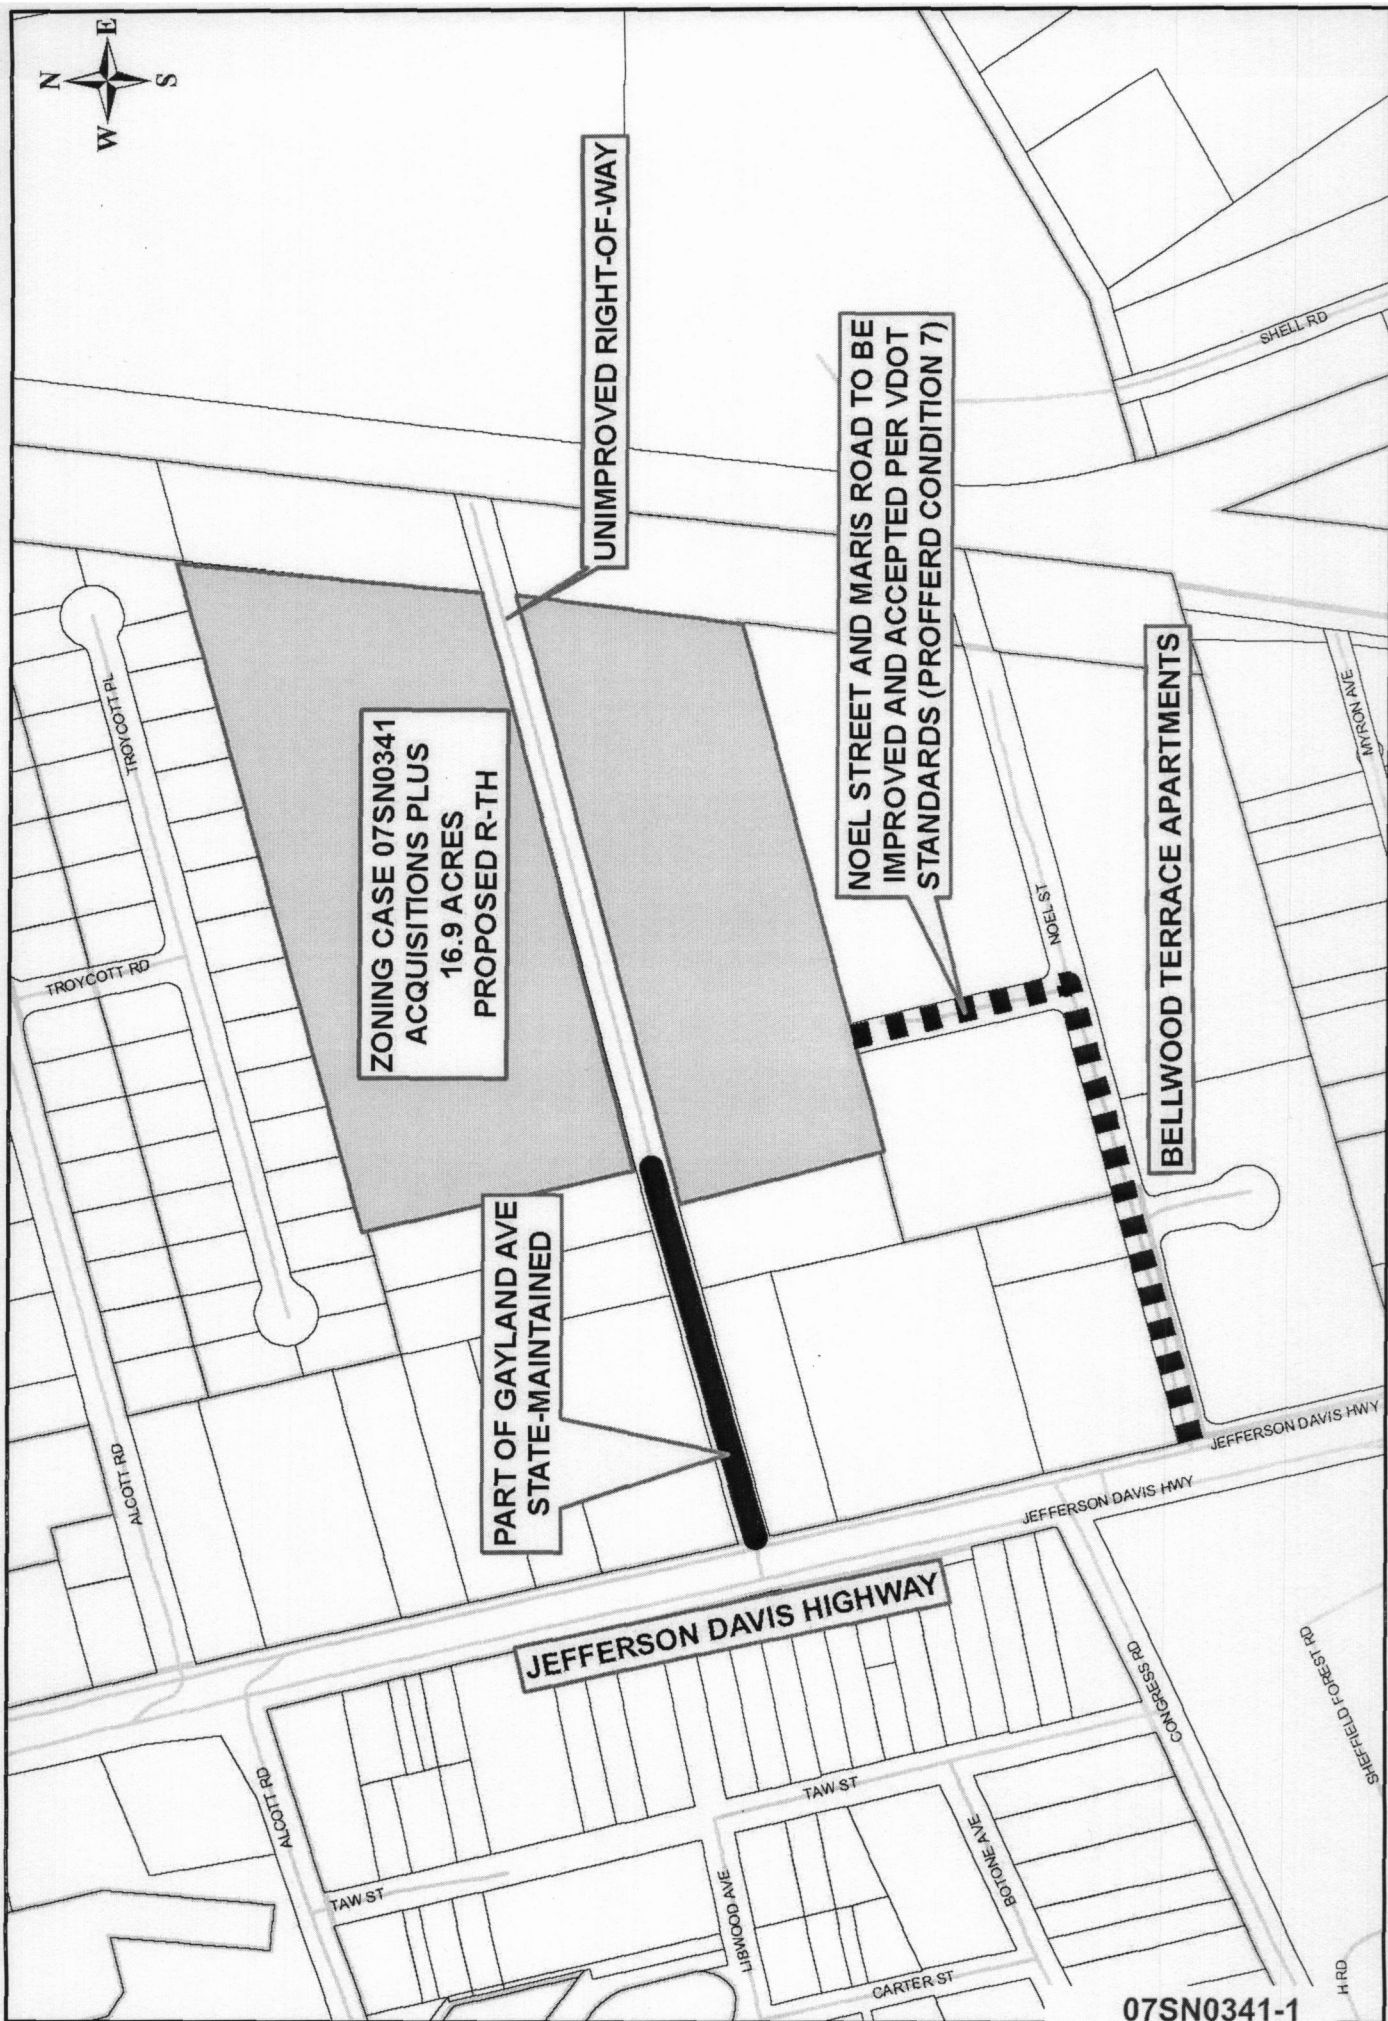 N
W
E
S
UNIMPROVED RIGHT-OF-WAY
ZONING CASE 07SN0341
ACQUISITIONS PLUS
16.9 ACRES
PROPOSED R-TH
NOEL STREET AND MARIS ROAD TO BE
IMPROVED AND ACCEPTED PER VDOT
STANDARDS (PROFFERD CONDITION 7)
BELLWOOD TERRACE APARTMENTS
PART OF GAYLAND AVE
STATE-MAINTAINED
JEFFERSON DAVIS HIGHWAY
TROYCOTT PL
TROYCOTT RD
ALCOTT RD
SHELL RD
MYRON AVE
NOEL ST
JEFFERSON DAVIS HWY
JEFFERSON DAVIS HWY
ALCOTT RD
TAW ST
TAW ST
LIBWOOD AVE
BOTONE AVE
CARTER ST
CONGRESS RD
SHEFFIELD FOREST RD
H RD
07SN0341-1